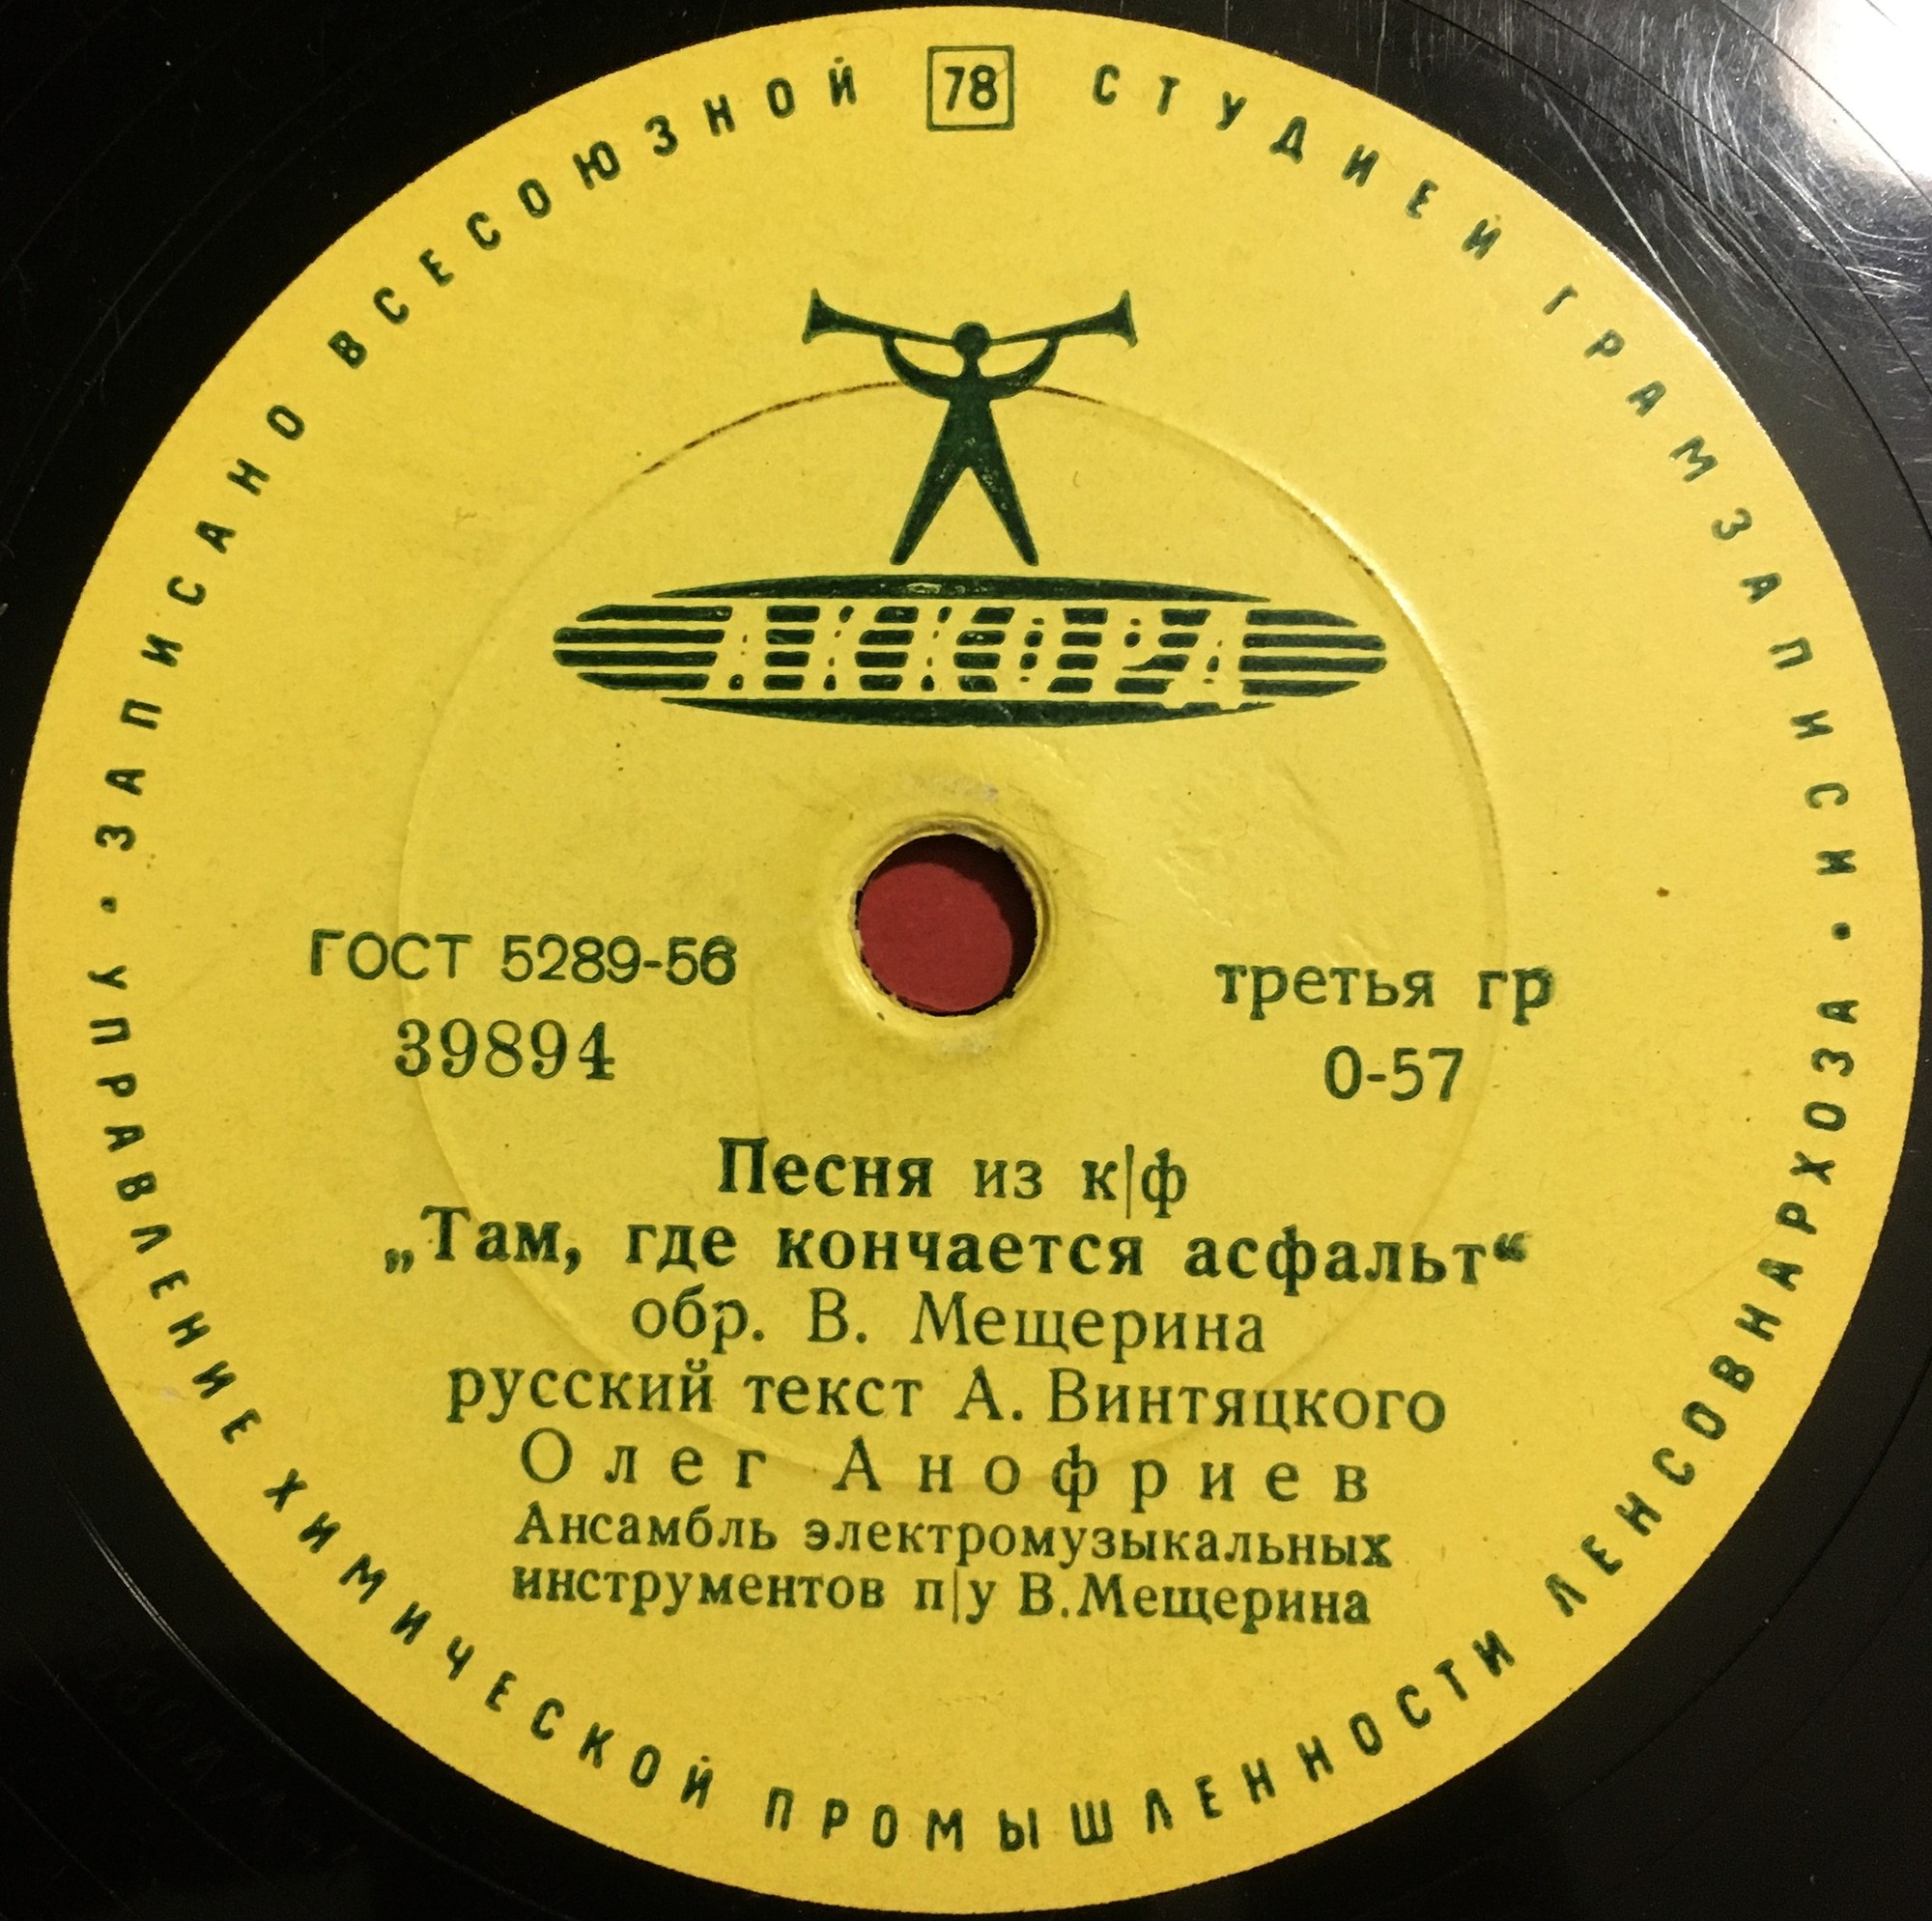 ЗАПИСАНО ВСЕСОЮЗНОЙ 78 СТУДИЕЙ ГРАМЗАПИСИ
АККОРД
ГОСТ 5289-56
39894
третья гр
0-57
Песня из к|ф
„Там, где кончается асфальт“
обр. В. Мещерина
русский текст А. Винтяцкого
Олег Анофриев
Ансамбль электромузыкальных
инструментов п|у В.Мещерина
УПРАВЛЕНИЕ ХИМИЧЕСКОЙ ПРОМЫШЛЕННОСТИ ЛЕНСОВНАРХОЗА